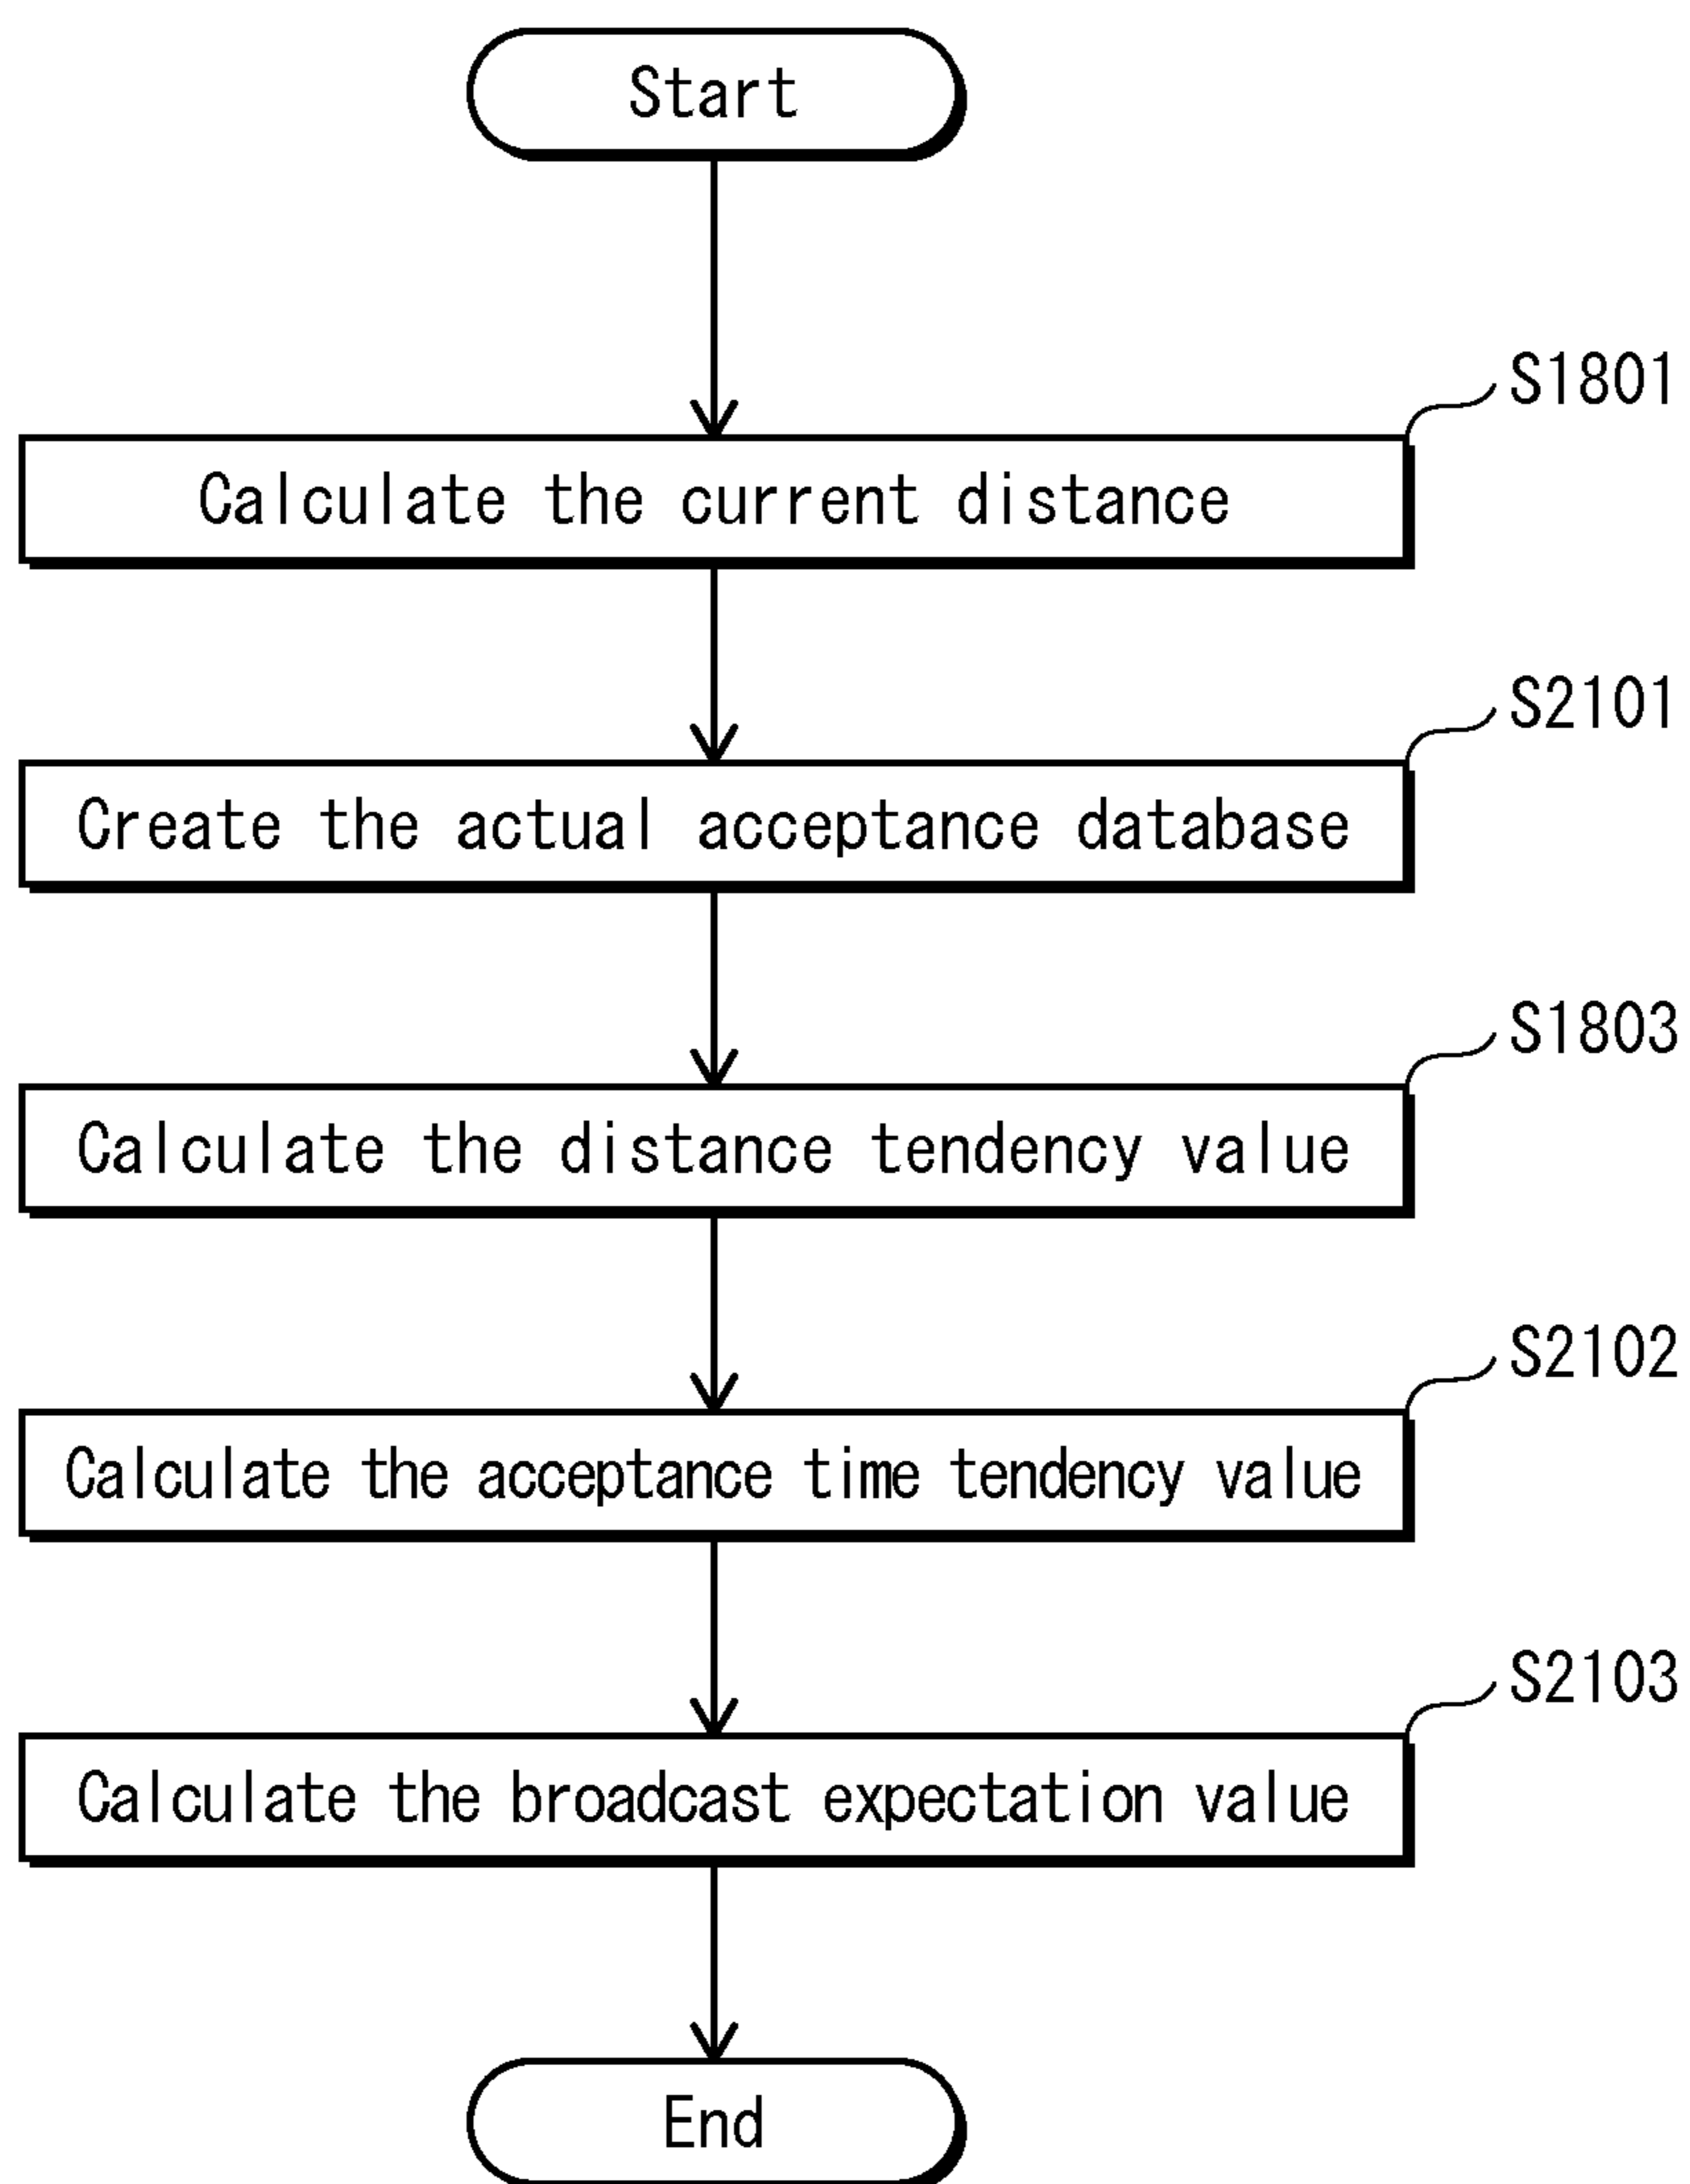 Start
S1801
Calculate the current distance
S2101
Create the actual acceptance database
S1803
Calculate the distance tendency value
S2102
Calculate the acceptance time tendency value
S2103
Calculate the broadcast expectation value
End